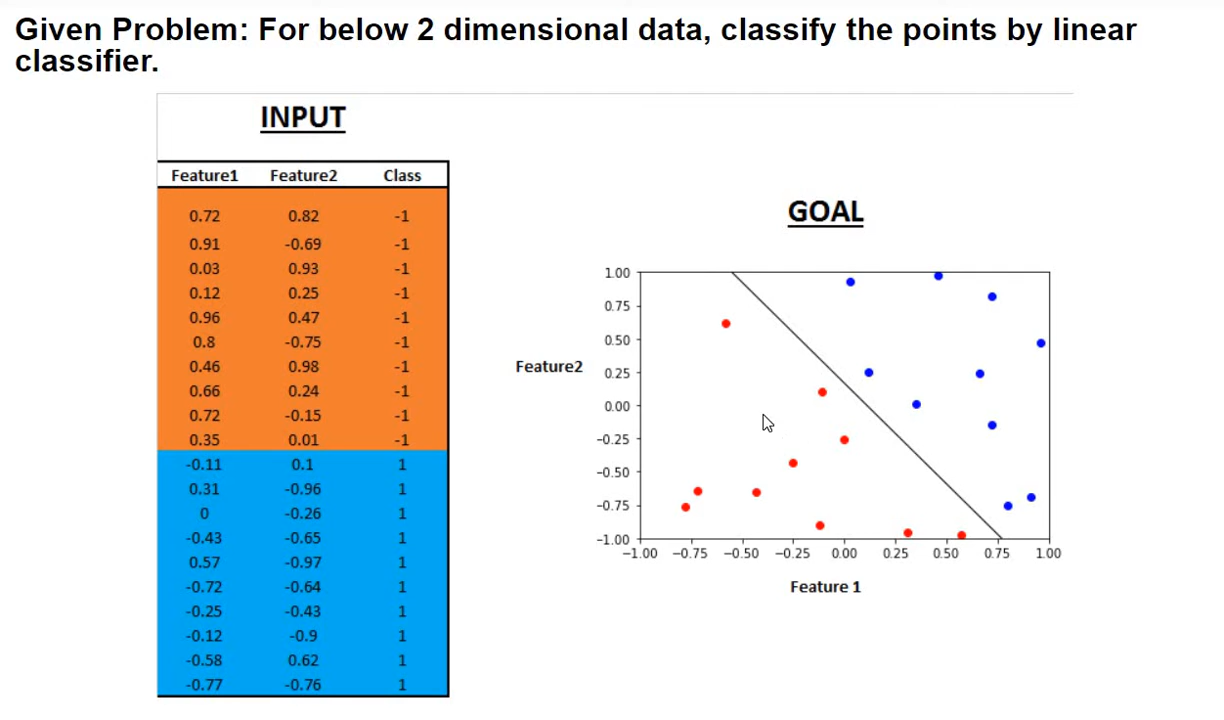 Given Problem: For below 2 dimensional data, classify the points by linear
classifier.
INPUT
Feature1 Feature2 Class
0.72 0.82 -1
0.91 -0.69 -1
0.03 0.93 -1
0.12 0.25 -1
0.96 0.47 -1
0.8 -0.75 -1
0.46 0.98 -1
0.66 0.24 -1
0.72 -0.15 -1
0.35 0.01 -1
-0.11 0.1 1
0.31 -0.96 1
0 -0.26 1
-0.43 -0.65 1
0.57 -0.97 1
-0.72 -0.64 1
-0.25 -0.43 1
-0.12 -0.9 1
-0.58 0.62 1
-0.77 -0.76 1
GOAL
1.00
0.75
0.50
Feature2
0.25
0.00
−0.25
−0.50
−0.75
−1.00
−1.00 −0.75 −0.50 −0.25 0.00 0.25 0.50 0.75 1.00
Feature 1